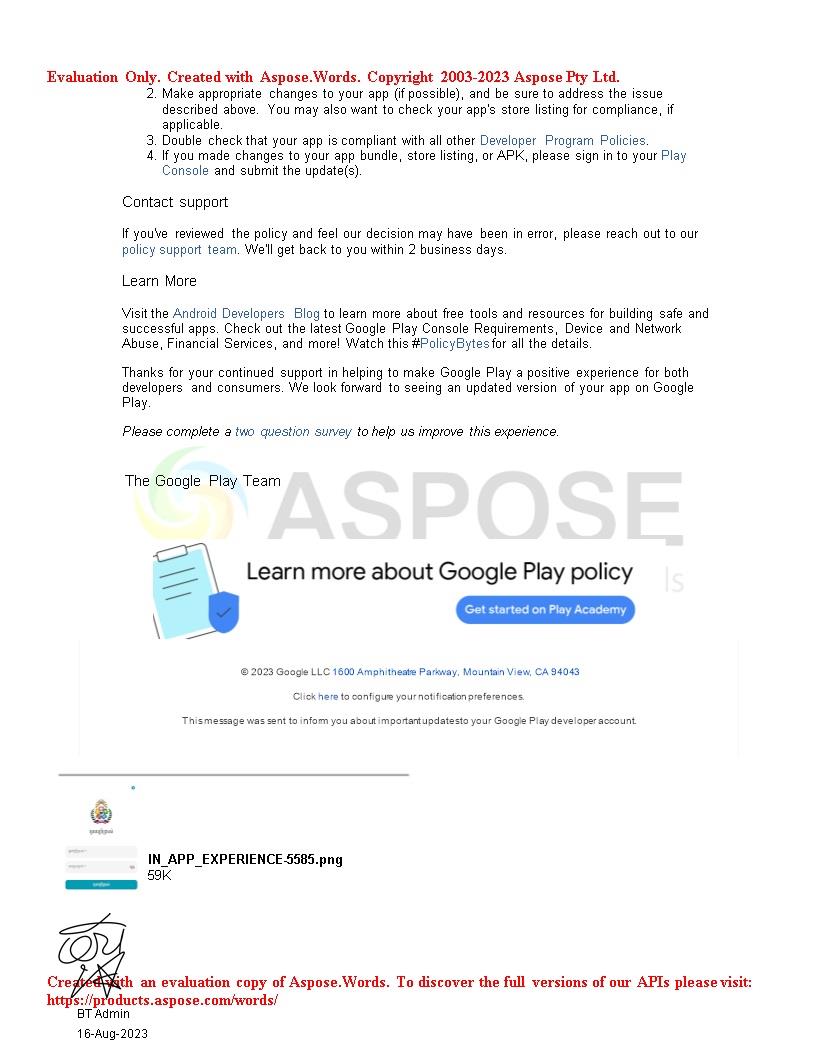 Evaluation Only. Created with Aspose.Words. Copyright 2003-2023 Aspose Pty Ltd.
2. Make appropriate changes to your app (if possible), and be sure to address the issue
described above. You may also want to check your app's store listing for compliance, if
applicable.
3. Double check that your app is compliant with all other Developer Program Policies.
4. If you made changes to your app bundle, store listing, or APK, please sign in to your Play
Console and submit the update(s).
Contact support
If you've reviewed the policy and feel our decision may have been in error, please reach out to our
policy support team. We'll get back to you within 2 business days.
Learn More
Visit the Android Developers Blog to learn more about free tools and resources for building safe and
successful apps. Check out the latest Google Play Console Requirements, Device and Network
Abuse, Financial Services, and more! Watch this #PolicyBytes for all the details.
Thanks for your continued support in helping to make Google Play a positive experience for both
developers and consumers. We look forward to seeing an updated version of your app on Google
Play.
Please complete a two question survey to help us improve this experience.
The Google Play Team
ASPOSE
Learn more about Google Play policy
ls
Get started on Play Academy
© 2023 Google LLC 1600 Amphitheatre Parkway, Mountain View, CA 94043
Click here to configure your notification preferences.
This message was sent to inform you about important updates to your Google Play developer account.
IN_APP_EXPERIENCE-5585.png
59K
Created with an evaluation copy of Aspose.Words. To discover the full versions of our APIs please visit:
https://products.aspose.com/words/
BT Admin
16-Aug-2023